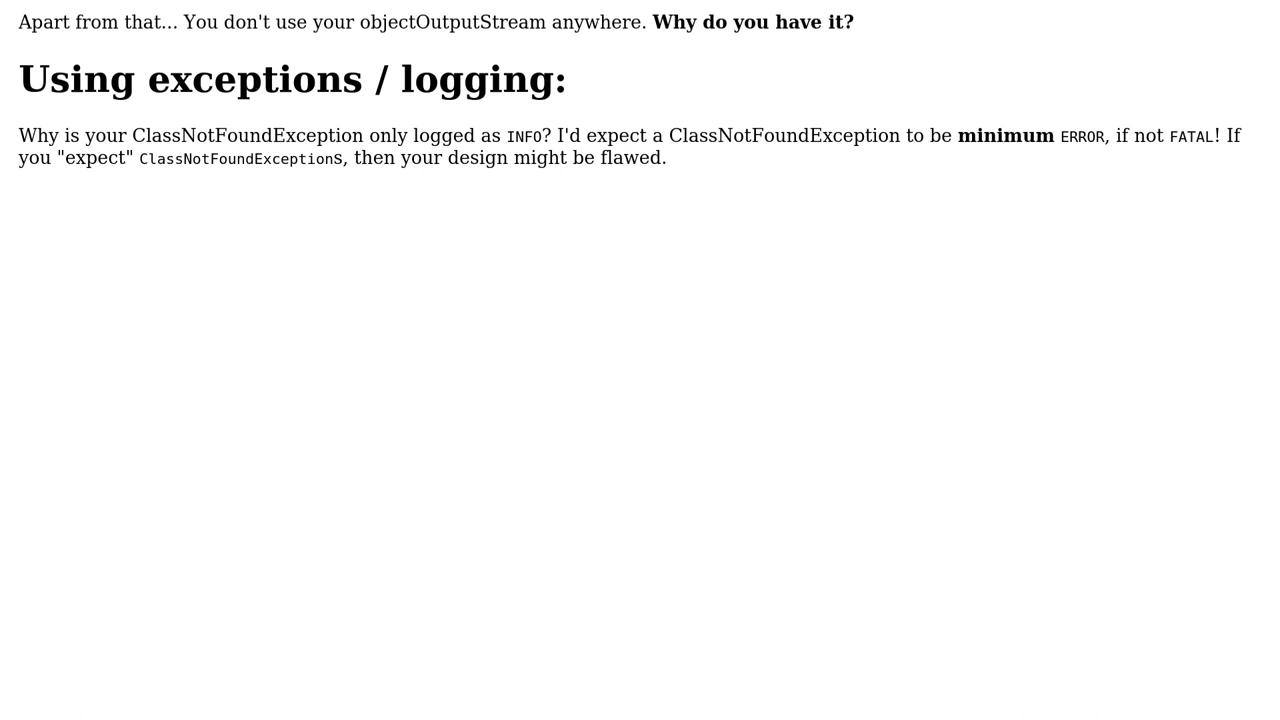 Apart from that... You don't use your objectOutputStream anywhere. Why do you have it?
Using exceptions / logging:
Why is your ClassNotFoundException only logged as INFO? I'd expect a ClassNotFoundException to be minimum ERROR, if not FATAL! If
you "expect" ClassNotFoundExceptions, then your design might be flawed.